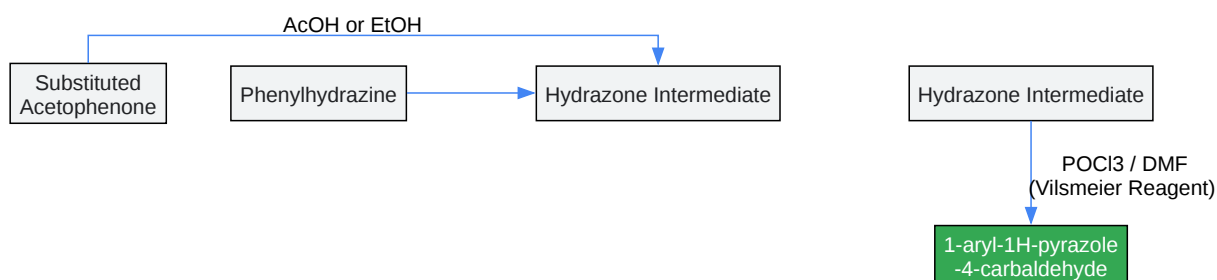 AcOH or EtOH
Substituted
Acetophenone
Phenylhydrazine
Hydrazone Intermediate
Hydrazone Intermediate
POCl3 / DMF
(Vilsmeier Reagent)
1-aryl-1H-pyrazole
-4-carbaldehyde